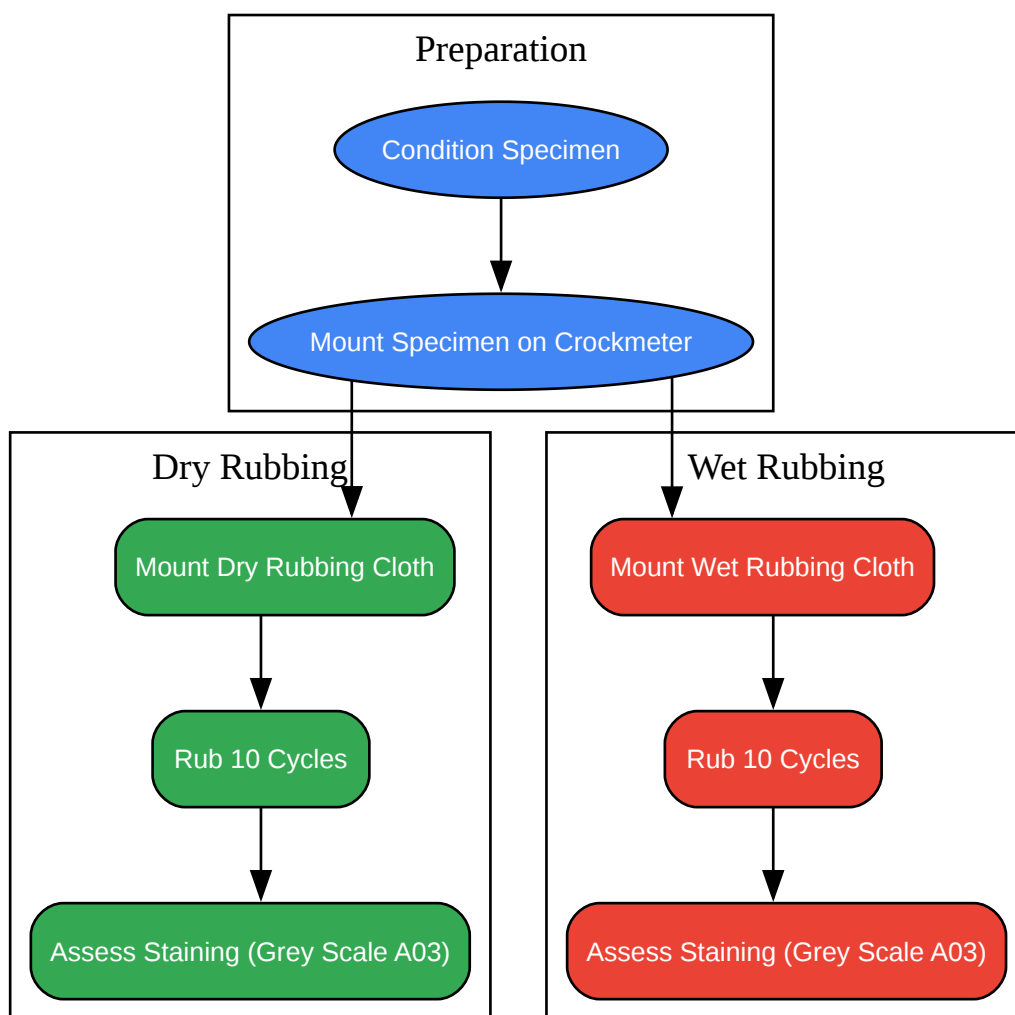 Preparation
Condition Specimen
Mount Specimen on Crockmeter
Dry Rubbing
Mount Dry Rubbing Cloth
Rub 10 Cycles
Assess Staining (Grey Scale A03)
Wet Rubbing
Mount Wet Rubbing Cloth
Rub 10 Cycles
Assess Staining (Grey Scale A03)